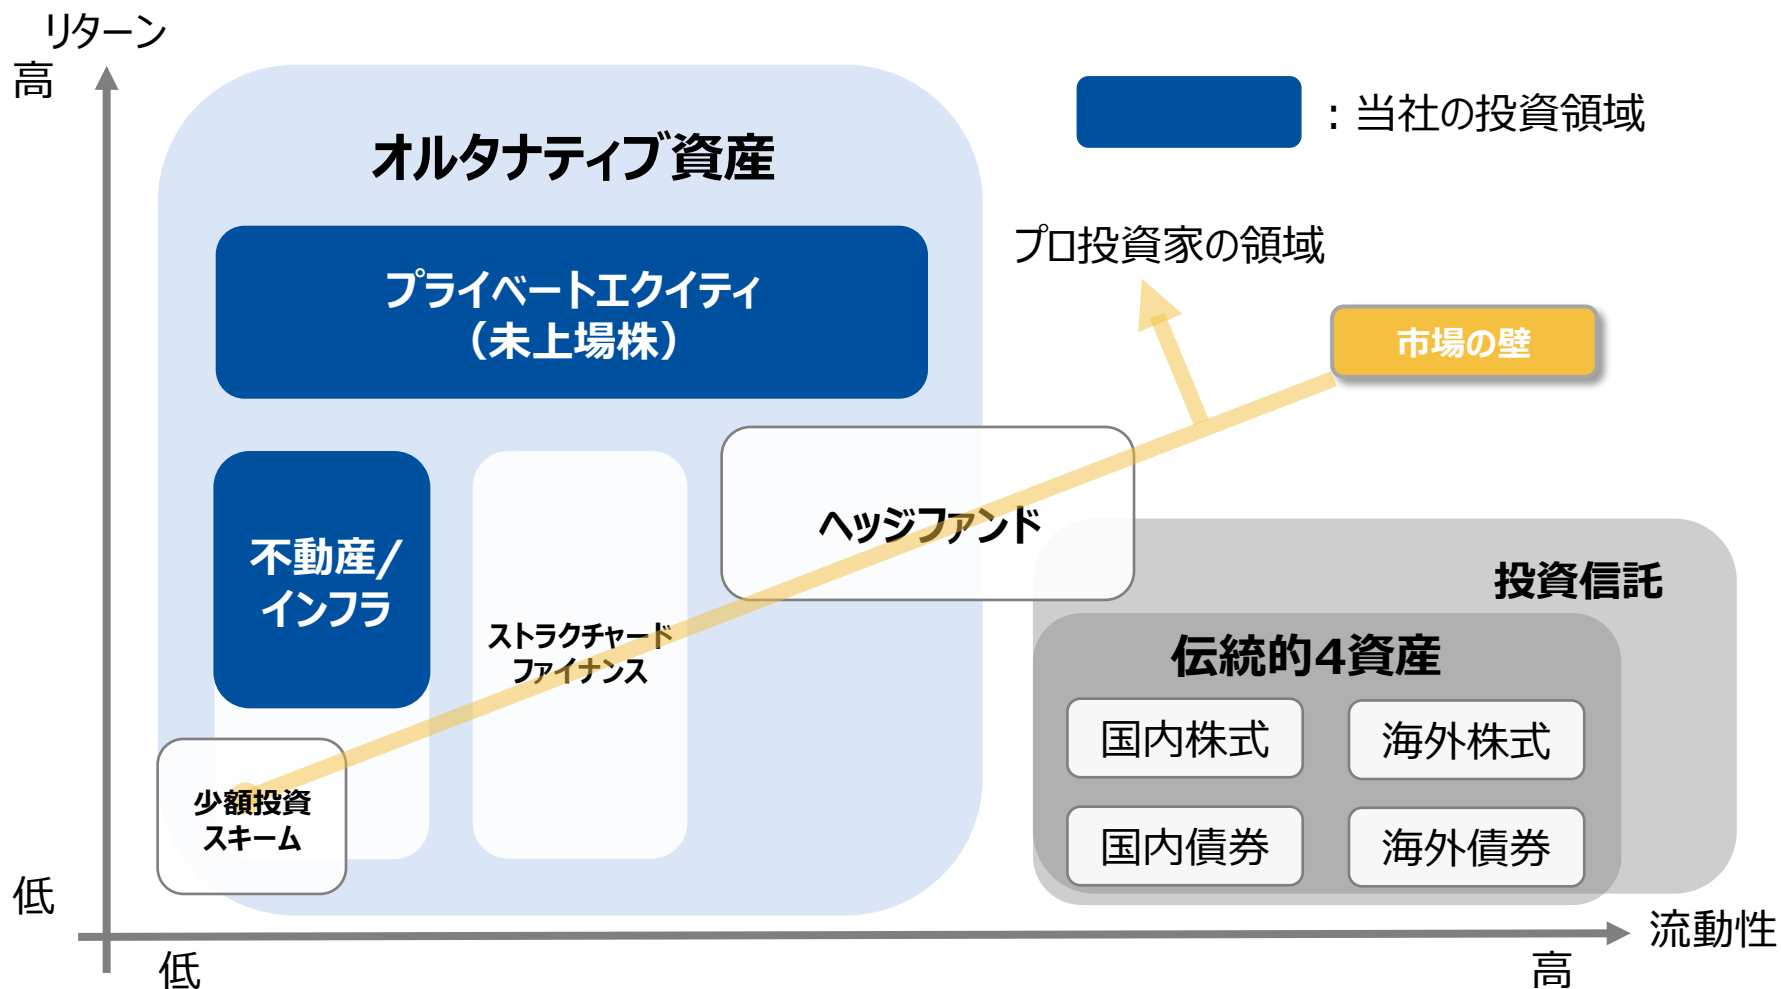 リターン
高
オルタナティブ資産
：当社の投資領域
プロ投資家の領域
プライベートエクイティ
（未上場株）
市場の壁
ヘッジファンド
不動産/
インフラ
投資信託
ストラクチャード
ファイナンス
伝統的4資産
国内株式
海外株式
少額投資
スキーム
国内債券
海外債券
低
流動性
低
高